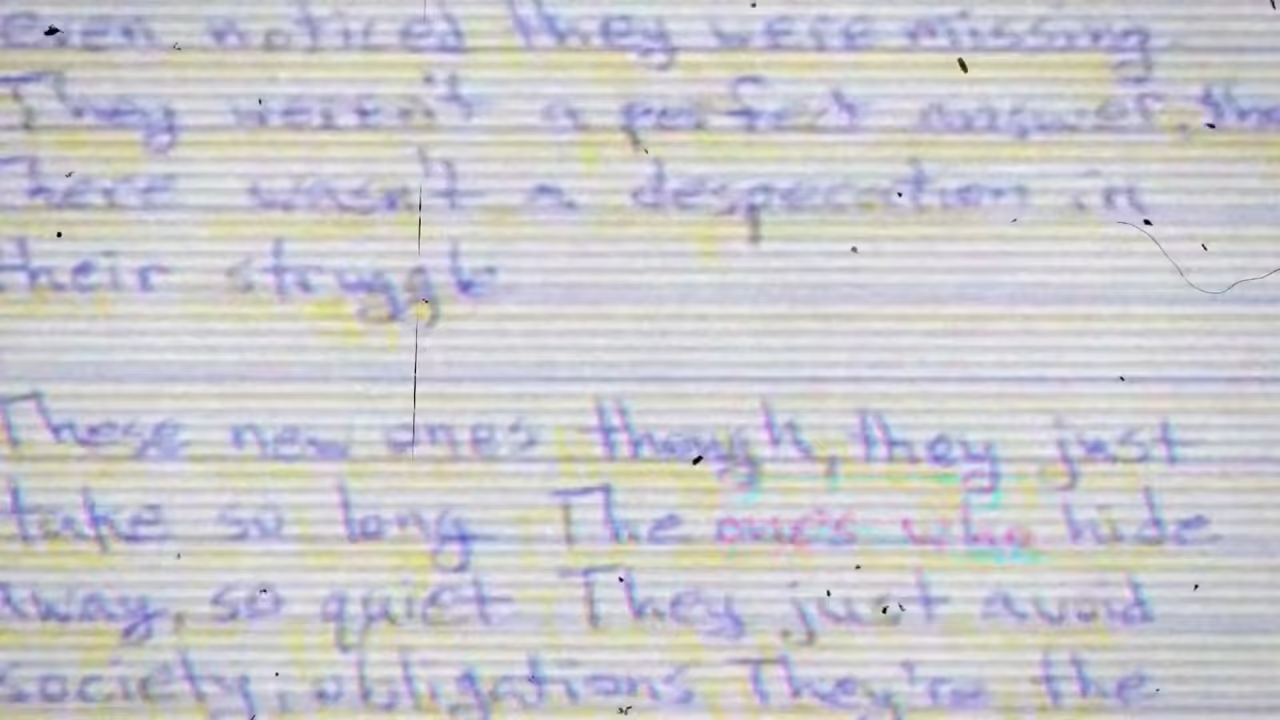 even noticed they were missing
They weren't a perfect answer, tho
There wasn't a desperation in
their struggle
These new ones though, they just
take so long The ones who hide
away, so quiet They just avoid
society, obligations They're the